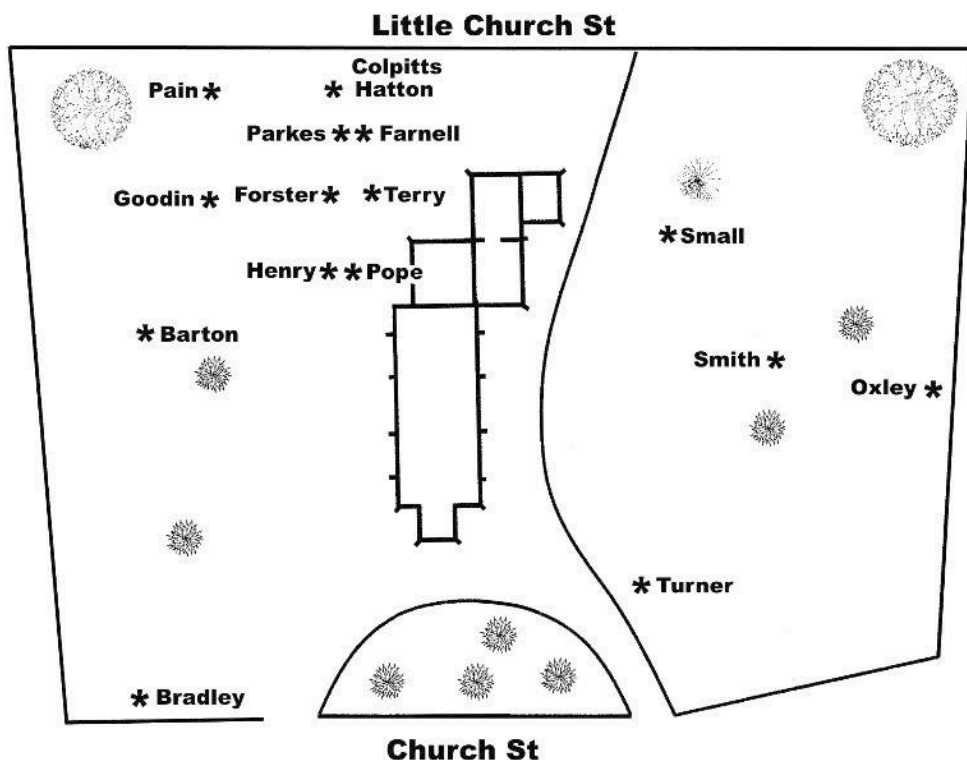 Little Church St
Colpitts
Pain * * Hatton
Parkes ** Farnell
Goodin * Forster * * Terry
* Small
Henry ** Pope
* Barton
Smith *
Oxley *
* Turner
* Bradley
Church St